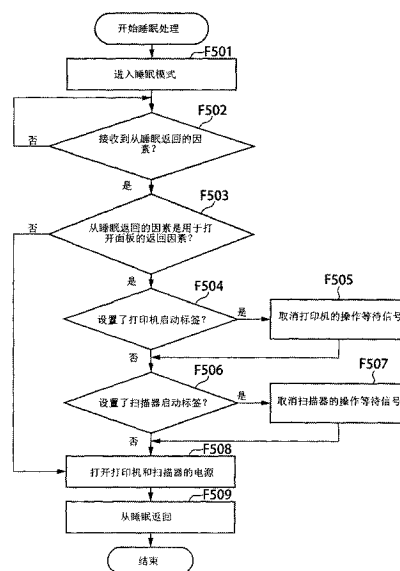 开始睡眠处理
F501
进入睡眠模式
F502
接收到从睡眠返回的因
素?
否
是
F503
从睡眠返回的因素是用于打
开面板的返回因素?
否
是
F504
设置了打印机启动标签?
是
F505
取消打印机的操作等待信号
否
F506
设置了扫描器启动标签?
是
F507
取消扫描器的操作等待信号
否
F508
打开打印机和扫描器的电源
F509
从睡眠返回
结束